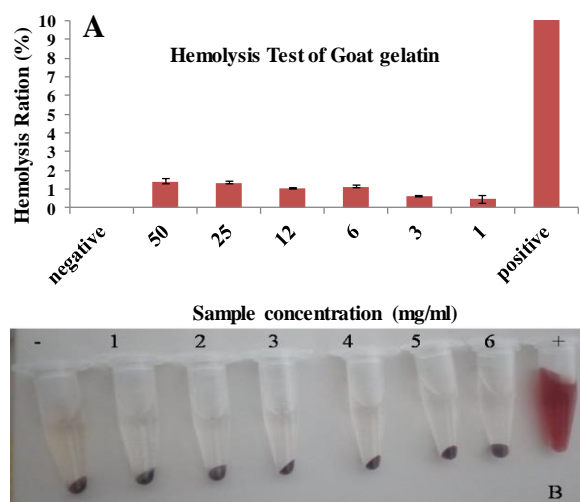 A
Hemolysis Test of Goat gelatin
Hemolysis Ration (%)
10
9
8
7
6
5
4
3
2
1
0
negative 50 25 12 6 3 1 positive
Sample concentration (mg/ml)
- 1 2 3 4 5 6 +
B